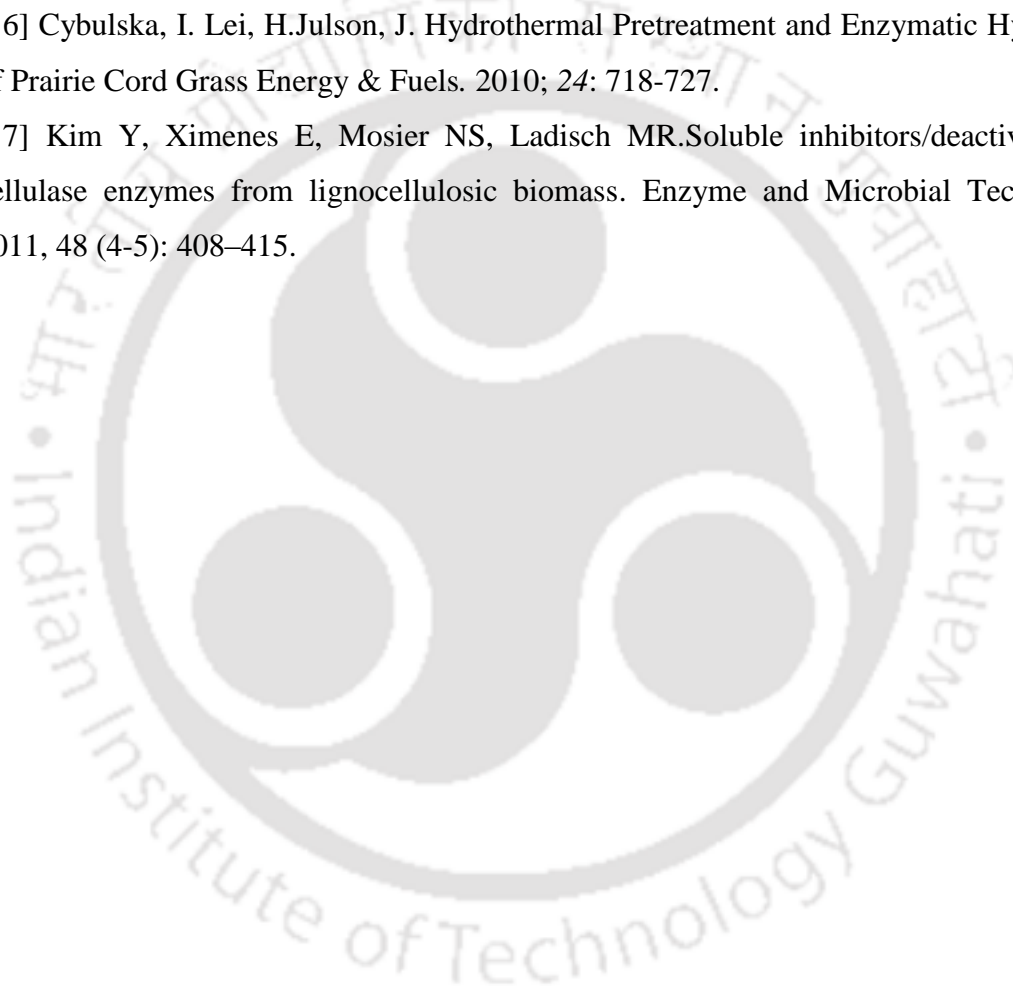 6] Cybulska, I. Lei, H.Julson, J. Hydrothermal Pretreatment and Enzymatic Hy
f Prairie Cord Grass Energy & Fuels. 2010; 24: 718-727.
7] Kim Y, Ximenes E, Mosier NS, Ladisch MR.Soluble inhibitors/deactiv
ellulase enzymes from lignocellulosic biomass. Enzyme and Microbial Tec
011, 48 (4-5): 408–415.
Indian Institute of Technology Guwahati